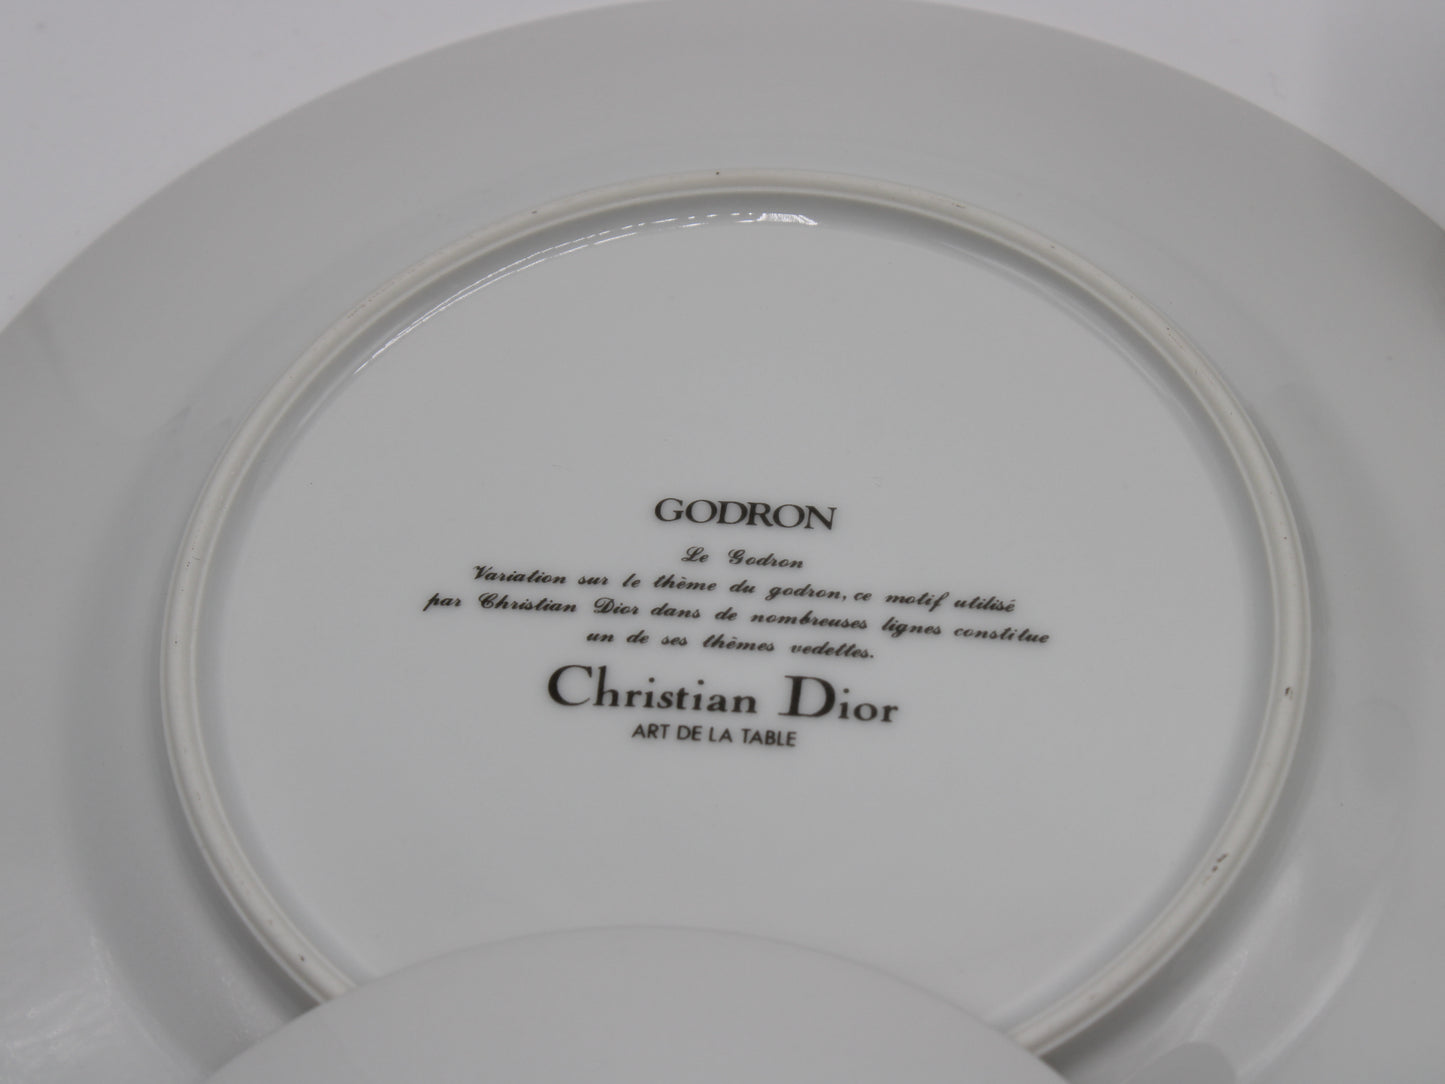 GODRON
Le Godron
Variation sur le thème du godron, ce motif utilisé
par Christian Dior dans de nombreuses lignes constitue
un de ses thèmes vedettes.
Christian Dior
ART DE LA TABLE